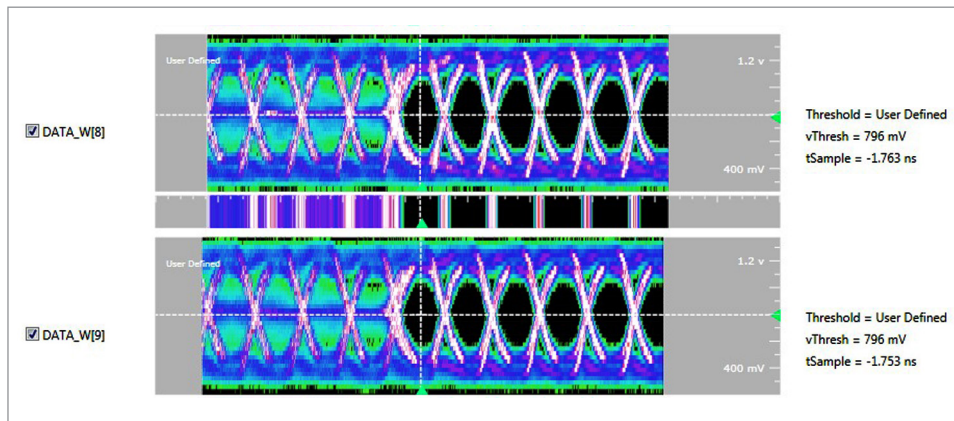 User Defined
1.2 v
DATA_W[8]
400 mV
Threshold = User Defined
vThresh = 796 mV
tSample = -1.763 ns
User Defined
1.2 v
DATA_W[9]
400 mV
Threshold = User Defined
vThresh = 796 mV
tSample = -1.753 ns